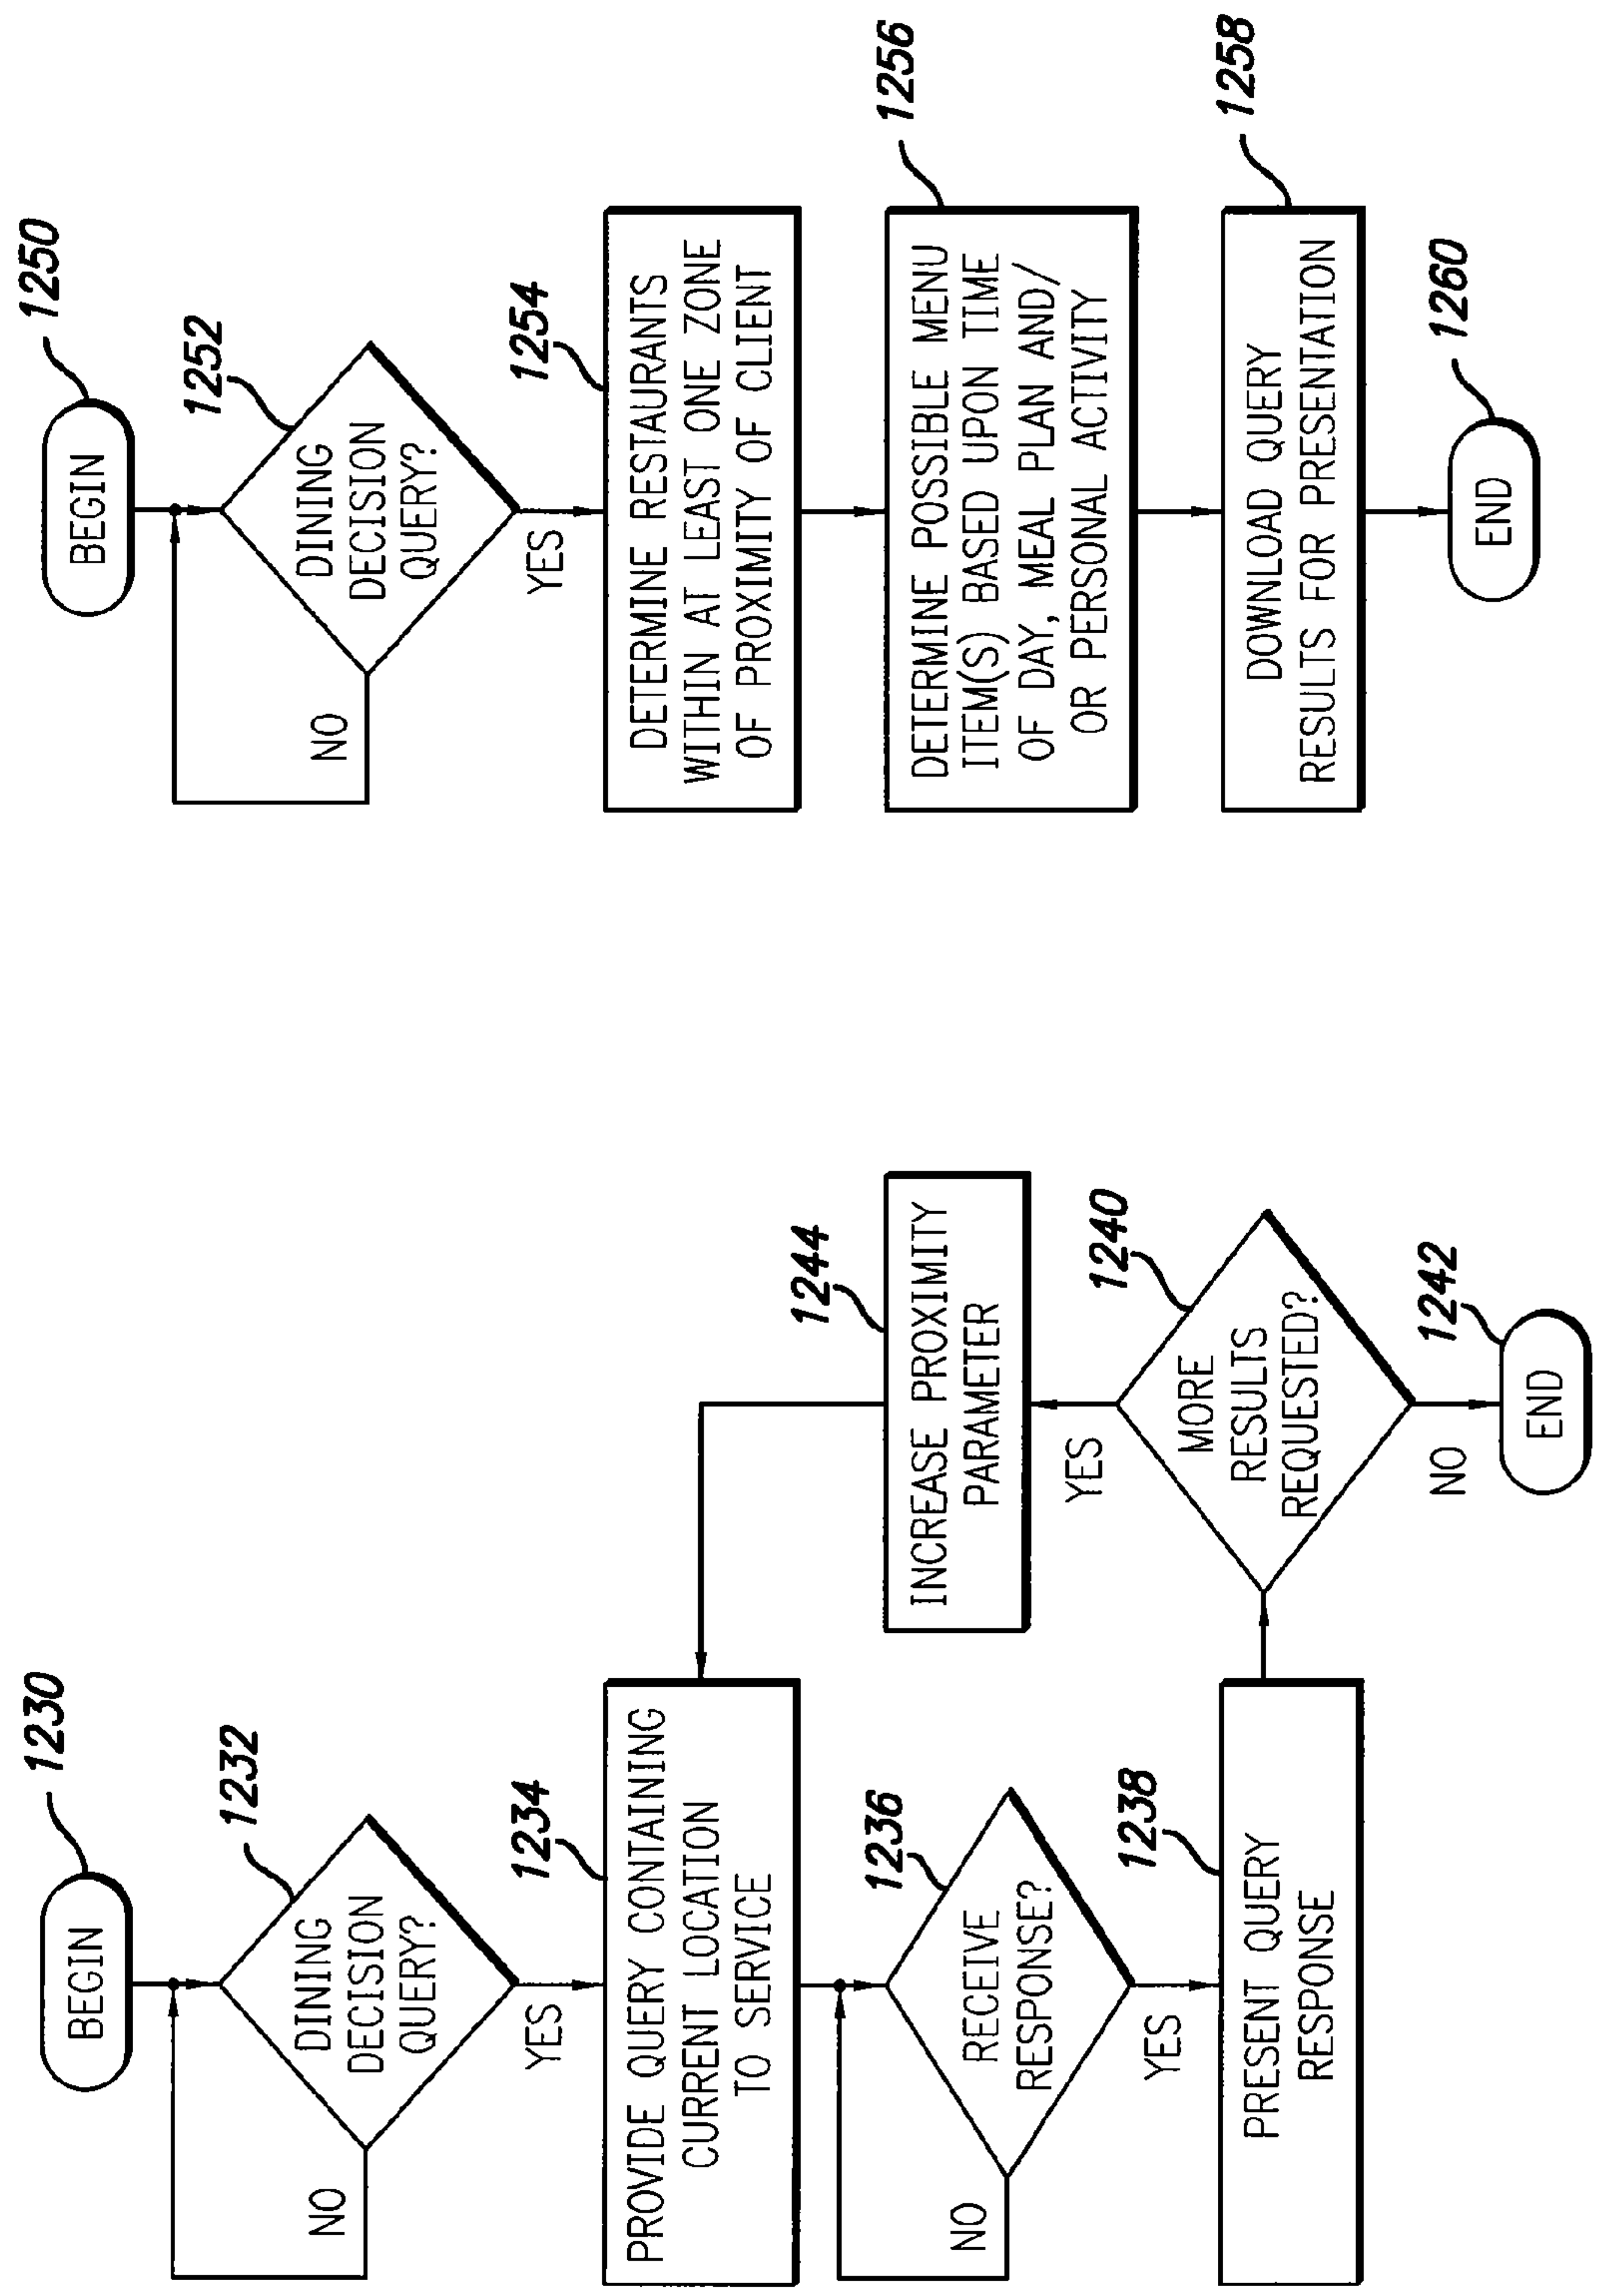 1230
BEGIN
1232
DINING
DECISION
QUERY?
NO
YES
1234
PROVIDE QUERY CONTAINING
CURRENT LOCATION
TO SERVICE
1236
RECEIVE
RESPONSE?
NO
YES
1238
PRESENT QUERY
RESPONSE
1244
INCREASE PROXIMITY
PARAMETER
YES
1240
MORE
RESULTS
REQUESTED?
NO
1242
END
1250
BEGIN
1252
DINING
DECISION
QUERY?
NO
YES
1254
DETERMINE RESTAURANTS
WITHIN AT LEAST ONE ZONE
OF PROXIMITY OF CLIENT
1256
DETERMINE POSSIBLE MENU
ITEM(S) BASED UPON TIME
OF DAY, MEAL PLAN AND/
OR PERSONAL ACTIVITY
1258
DOWNLOAD QUERY
RESULTS FOR PRESENTATION
1260
END